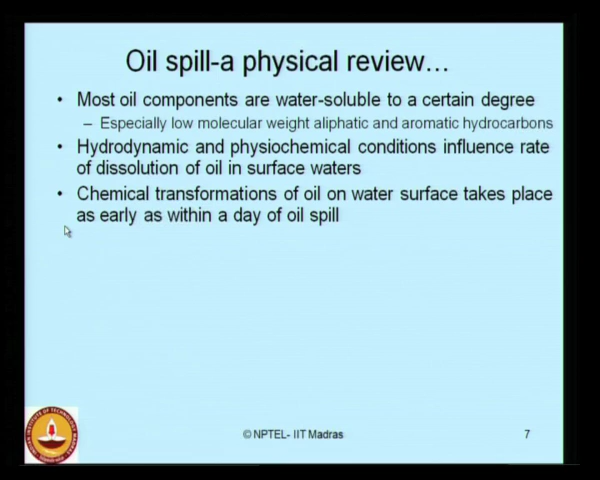 Oil spill-a physical review...
• Most oil components are water-soluble to a certain degree
– Especially low molecular weight aliphatic and aromatic hydrocarbons
• Hydrodynamic and physiochemical conditions influence rate
of dissolution of oil in surface waters
• Chemical transformations of oil on water surface takes place
as early as within a day of oil spill
© NPTEL- IIT Madras
7